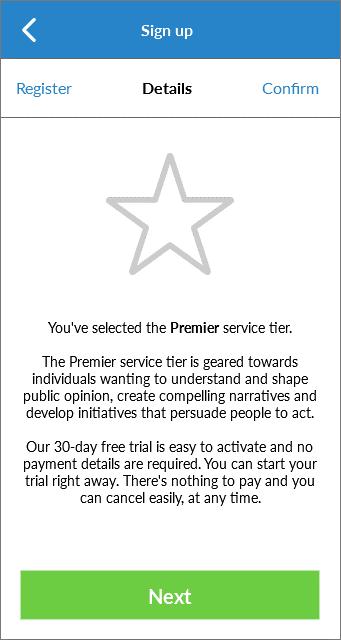 Sign up
Register Details Confirm
You've selected the Premier service tier.
The Premier service tier is geared towards
individuals wanting to understand and shape
public opinion, create compelling narratives and
develop initiatives that persuade people to act.
Our 30-day free trial is easy to activate and no
payment details are required. You can start your
trial right away. There's nothing to pay and you
can cancel easily, at any time.
Next